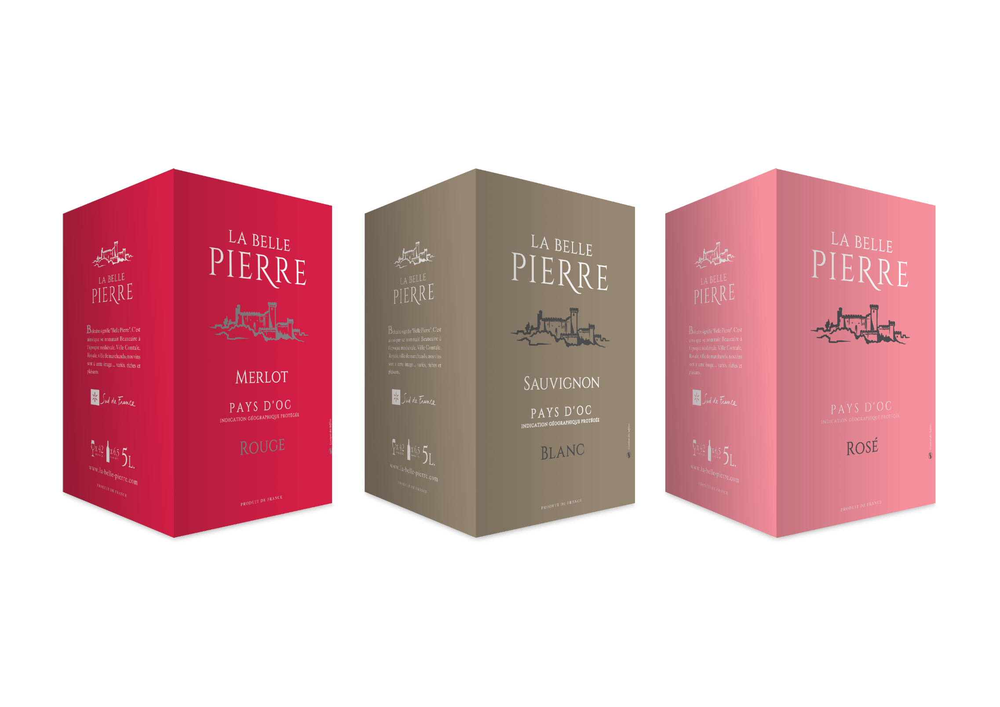 LA BELLE
PIERRE
Belcaire signifie "Belle Pierre". C'est
ainsi que se nommait Beaucaire à
l'époque médiévale. Ville Comtale,
Royale, ville de marchands; nos vins
sont à cette image... variés, riches et
plaisants.
Sud de France
x 42 x 6,5 5L.
www.la-belle-pierre.com
PRODUIT DE FRANCE
LA BELLE
PIERRE
MERLOT
PAYS D'OC
INDICATION GÉOGRAPHIQUE PROTÉGÉE
ROUGE
PRODUIT DE FRANCE
LA BELLE
PIERRE
Belcaire signifie "Belle Pierre". C'est
ainsi que se nommait Beaucaire à
l'époque médiévale. Ville Comtale,
Royale, ville de marchands; nos vins
sont à cette image... variés, riches et
plaisants.
Sud de France
x 42 x 6,5 5L.
www.la-belle-pierre.com
PRODUIT DE FRANCE
LA BELLE
PIERRE
SAUVIGNON
PAYS D'OC
INDICATION GÉOGRAPHIQUE PROTÉGÉE
BLANC
PRODUIT DE FRANCE
LA BELLE
PIERRE
Belcaire signifie "Belle Pierre". C'est
ainsi que se nommait Beaucaire à
l'époque médiévale. Ville Comtale,
Royale, ville de marchands; nos vins
sont à cette image... variés, riches et
plaisants.
Sud de France
x 42 x 6,5 5L.
www.la-belle-pierre.com
PRODUIT DE FRANCE
LA BELLE
PIERRE
PAYS D'OC
INDICATION GÉOGRAPHIQUE PROTÉGÉE
ROSÉ
PRODUIT DE FRANCE